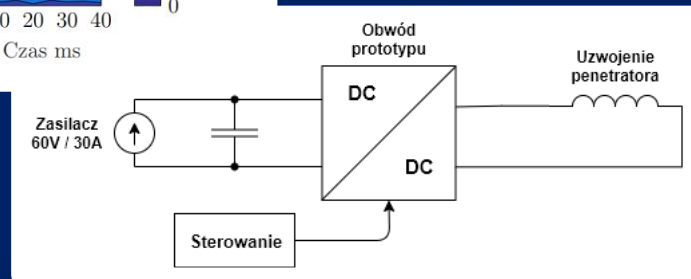 0 20 30 40
0
Czas ms
Obwód
prototypu
Uzwojenie
penetratora
DC
Zasilacz
60V / 30A
DC
Sterowanie